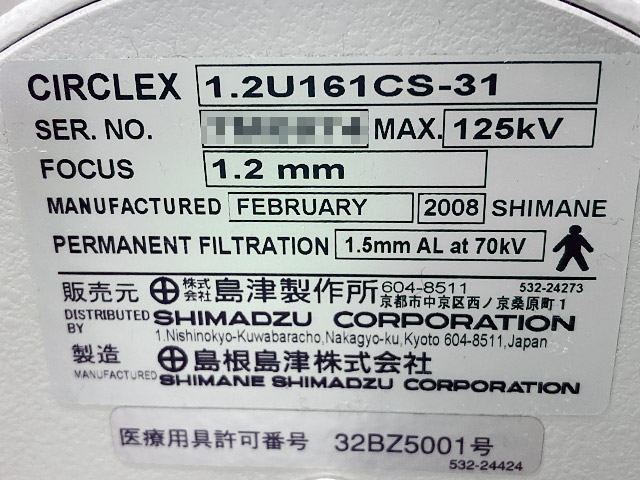 CIRCLEX 1.2U161CS-31
SER. NO. MAX. 125kV
FOCUS 1.2 mm
MANUFACTURED FEBRUARY 2008 SHIMANE
PERMANENT FILTRATION 1.5mm AL at 70kV
532-24273
販売元 株式会社 島津製作所 604-8511
京都市中京区西ノ京桑原町1
DISTRIBUTED BY SHIMADZU CORPORATION
1.Nishinokyo-Kuwabaracho,Nakagyo-ku,Kyoto 604-8511,Japan
製造 島根島津株式会社
MANUFACTURED SHIMANE SHIMADZU CORPORATION
医療用具許可番号 32BZ5001号
532-24424